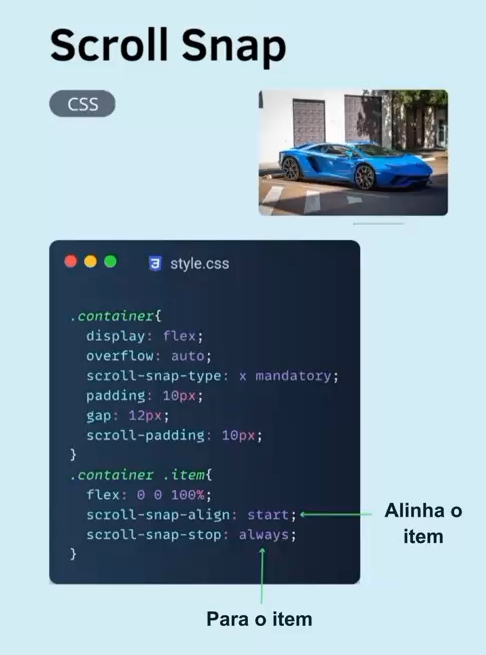 Scroll Snap
CSS
style.css
.container{
display: flex;
overflow: auto;
scroll-snap-type: x mandatory;
padding: 10px;
gap: 12px;
scroll-padding: 10px;
}
.container .item{
flex: 0 0 100%;
scroll-snap-align: start;
scroll-snap-stop: always;
}
Alinha o
item
Para o item